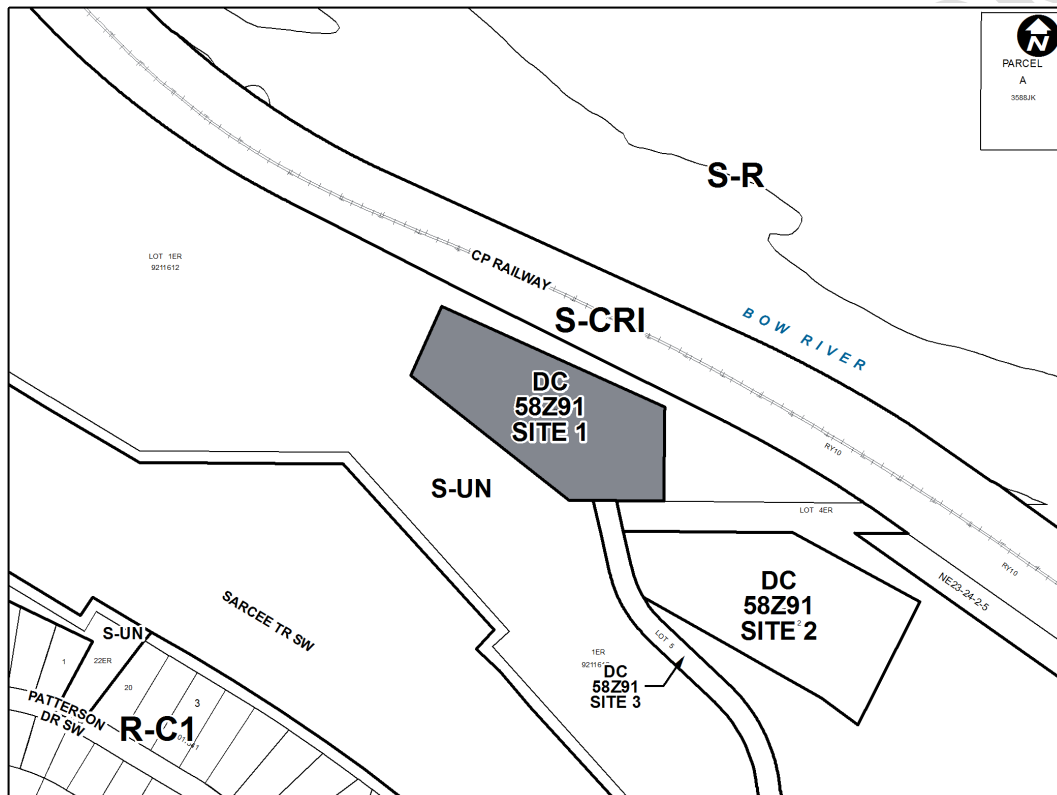 N
PARCEL
A
3588JK
S-R
LOT 1ER
9211612
CP RAILWAY
S-CRI
BOW RIVER
DC
58Z91
SITE 1
RY10
S-UN
LOT 4ER
RY10
NE23-24-2-5
DC
58Z91
SITE 2
2
SARCEE TR SW
S-UN
LOT 5
1ER
DC
58Z91
SITE 3
1
22ER
20
3
PATTERSON
DR SW
R-C1